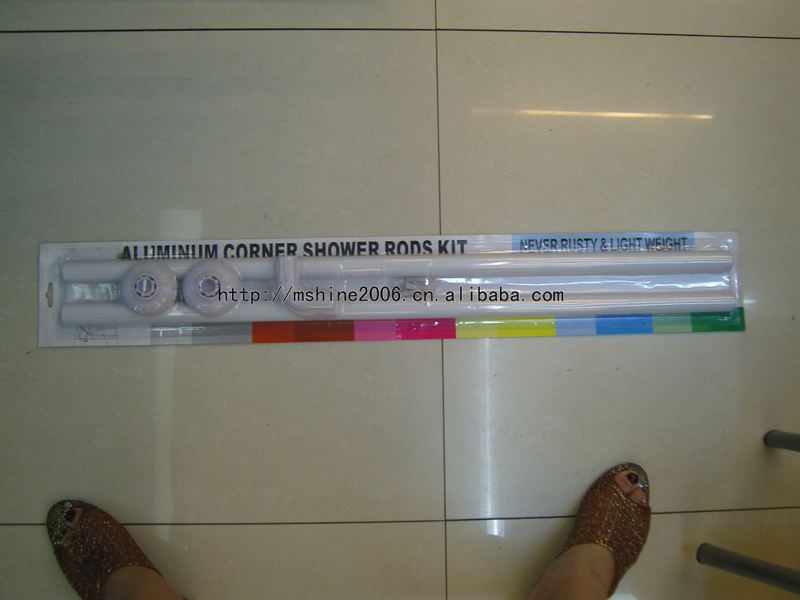 ALUMINUM CORNER SHOWER RODS KIT
NEVER RUSTY & LIGHT WEIGHT
http://mshine2006.cn.alibaba.com